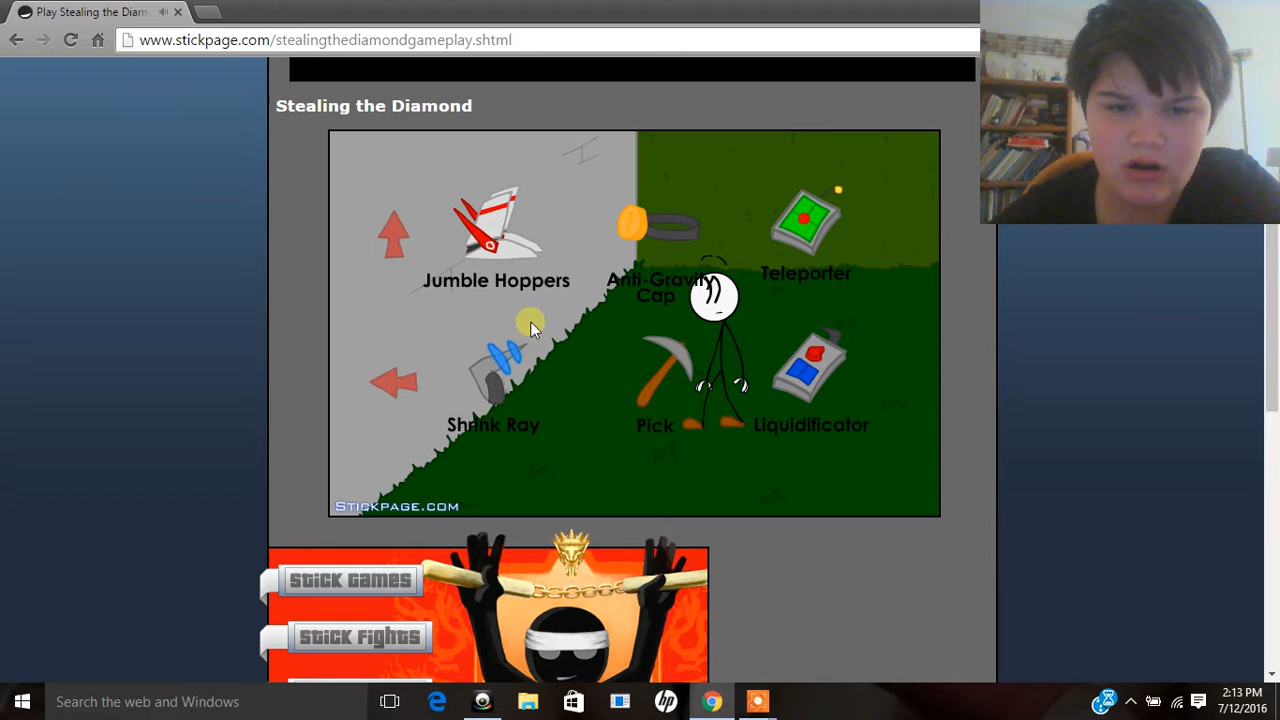 Play Stealing the Diam
www.stickpage.com/stealingthediamondgameplay.shtml
Stealing the Diamond
Jumble Hoppers
Anti-Gravity
Cap
Teleporter
Shrink Ray
Pick
Liquidificator
STICKPAGE.COM
STICK GAMES
STICK FIGHTS
Search the web and Windows
hp
2:13 PM
7/12/2016